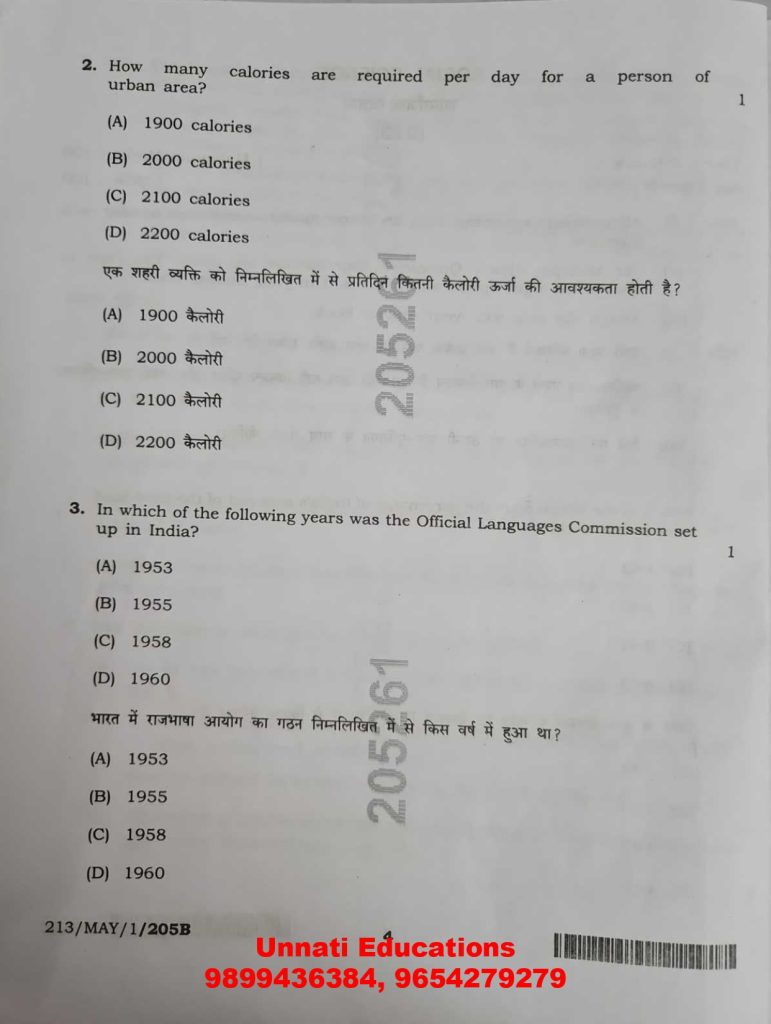 2. How many calories are required per day for a person of
urban area?
1
(A) 1900 calories
(B) 2000 calories
(C) 2100 calories
(D) 2200 calories
एक शहरी व्यक्ति को निम्नलिखित में से प्रतिदिन कितनी कैलोरी ऊर्जा की आवश्यकता होती है?
(A) 1900 कैलोरी
(B) 2000 कैलोरी
(C) 2100 कैलोरी
(D) 2200 कैलोरी
205261
3. In which of the following years was the Official Languages Commission set
up in India?
1
(A) 1953
(B) 1955
(C) 1958
(D) 1960
भारत में राजभाषा आयोग का गठन निम्नलिखित में से किस वर्ष में हुआ था?
(A) 1953
(B) 1955
(C) 1958
(D) 1960
205261
213/MAY/1/205B
4
Unnati Educations
9899436384, 9654279279